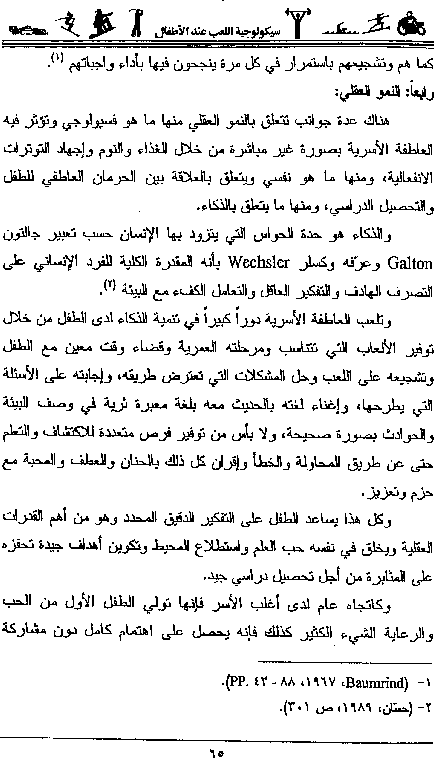 سيكولوجية اللعب عند الأطفال
كما هم وتشجيعهم باستمرار في كل مرة ينجحون فيها بأداء واجباتهم (١).
رابعاً: النمو العقلي:
هناك عدة جوانب تتعلق بالنمو العقلي منها ما هو فسيولوجي وتؤثر فيه
العاطفة الأسرية بصورة غير مباشرة من خلال الغذاء والنوم وإجهاد التوترات
الانفعالية، ومنها ما هو نفسي ويتعلق بالعلاقة بين الحرمان العاطفي للطفل
والتحصيل الدراسي، ومنها ما يتعلق بالذكاء.
والذكاء هو حدة الحواس التي يتزود بها الإنسان حسب تعبير جالتون
Galton وعرّفه وكسلر Wechsler بأنه المقدرة الكلية للفرد الإنساني على
التصرف الهادف والتفكير العاقل والتعامل الكفء مع البيئة (٢).
وتلعب العاطفة الأسرية دوراً كبيراً في تنمية الذكاء لدى الطفل من خلال
توفير الألعاب التي تتناسب ومرحلته العمرية وقضاء وقت معين مع الطفل
وتشجيعه على اللعب وحل المشكلات التي تعترض طريقه، وإجابته على الأسئلة
التي يطرحها، وإغناء لغته بالحديث معه بلغة معبرة ثرية في وصف البيئة
والحوادث بصورة صحيحة، ولا بأس من توفير فرص متعددة للاكتشاف والتعلم
حتى عن طريق المحاولة والخطأ وإقران كل ذلك بالحنان والعطف والمحبة مع
حزم وتعزيز.
وكل هذا يساعد الطفل على التفكير الدقيق المحدد وهو من أهم القدرات
العقلية ويخلق في نفسه حب العلم واستطلاع المحيط وتكوين أهداف جيدة تحفزه
على المثابرة من أجل تحصيل دراسي جيد.
وكاتجاه عام لدى أغلب الأسر فإنها تولي الطفل الأول من الحب
والرعاية الشيء الكثير كذلك فإنه يحصل على اهتمام كامل دون مشاركة
١- (Baumrind، ١٩٦٧، ٨٨ - ٤٣ .PP).
٢- (حسّان، ١٩٨٩، ص ٣٠١).
٦٥